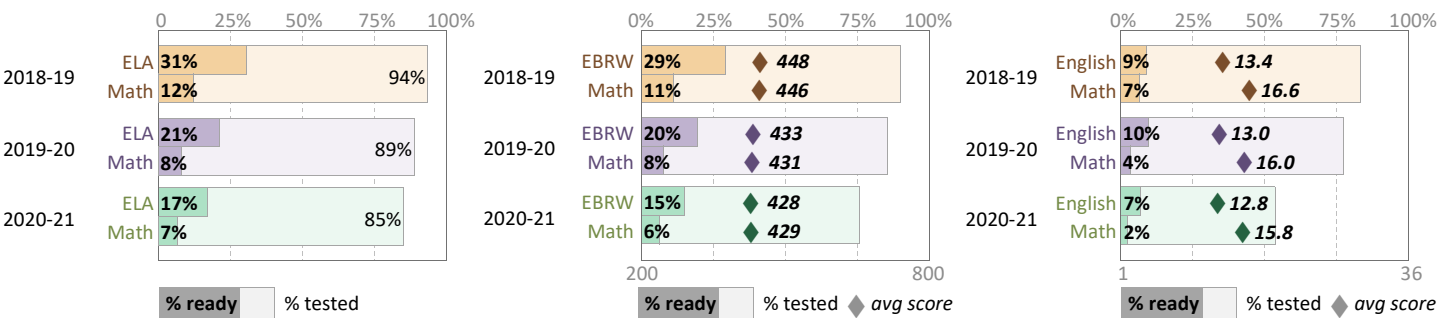 0 25% 50% 75% 100%
2018-19
ELA 31%
Math 12%
94%
2019-20
ELA 21%
Math 8%
89%
2020-21
ELA 17%
Math 7%
85%
% ready % tested
0% 25% 50% 75% 100%
2018-19
EBRW 29% 448
Math 11% 446
2019-20
EBRW 20% 433
Math 8% 431
2020-21
EBRW 15% 428
Math 6% 429
200 800
% ready % tested avg score
0% 25% 50% 75% 100%
2018-19
English 9% 13.4
Math 7% 16.6
2019-20
English 10% 13.0
Math 4% 16.0
2020-21
English 7% 12.8
Math 2% 15.8
1 36
% ready % tested avg score